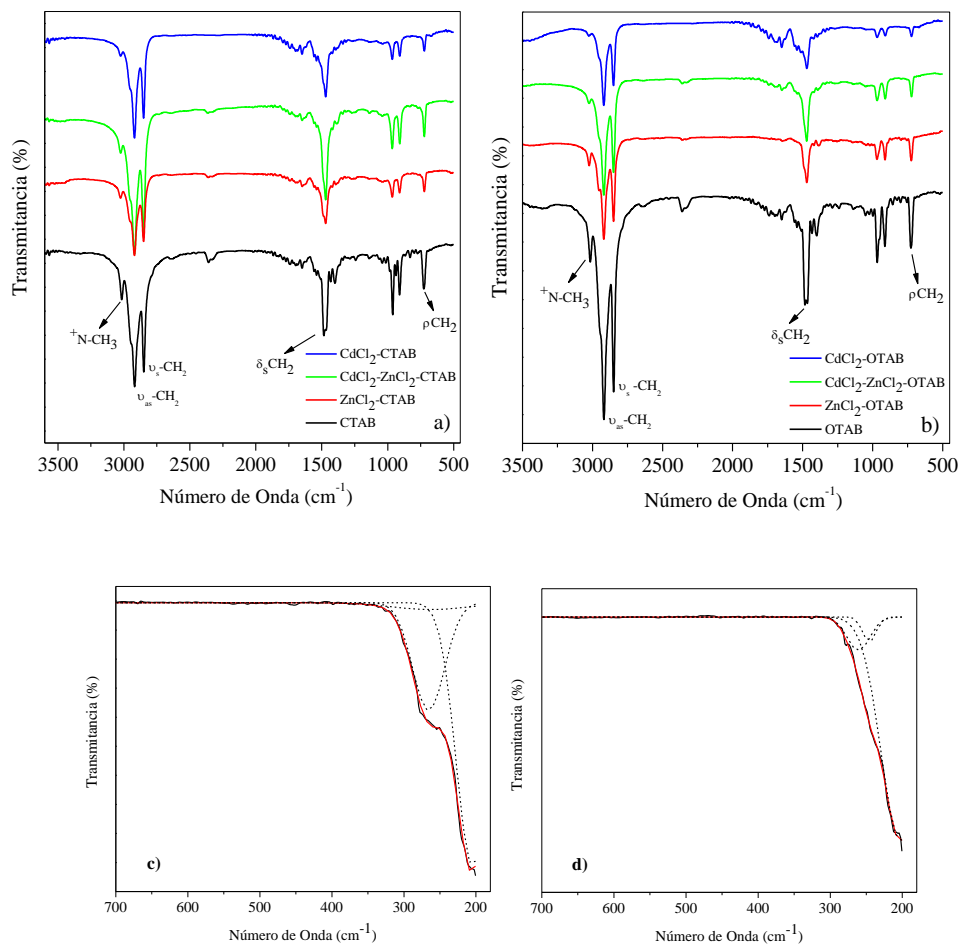 Transmitancia (%)
⁺N-CH₃
υₛ-CH₂
υₐₛ-CH₂
δₛCH₂
ρCH₂
CdCl₂-CTAB
CdCl₂-ZnCl₂-CTAB
ZnCl₂-CTAB
CTAB
a)
3500 3000 2500 2000 1500 1000 500
Número de Onda (cm⁻¹)
Transmitancia (%)
⁺N-CH₃
υₛ-CH₂
υₐₛ-CH₂
δₛCH₂
ρCH₂
CdCl₂-OTAB
CdCl₂-ZnCl₂-OTAB
ZnCl₂-OTAB
OTAB
b)
3500 3000 2500 2000 1500 1000 500
Número de Onda (cm⁻¹)
Transmitancia (%)
c)
700 600 500 400 300 200
Número de Onda (cm⁻¹)
Transmitancia (%)
d)
700 600 500 400 300 200
Número de Onda (cm⁻¹)